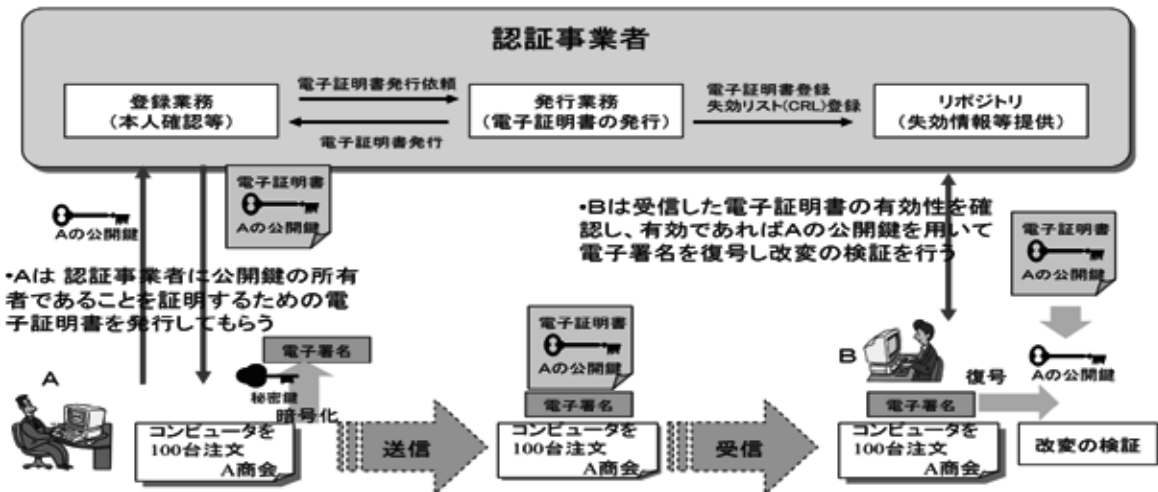 認証事業者
登録業務
(本人確認等)
電子証明書発行依頼
電子証明書発行
発行業務
(電子証明書の発行)
電子証明書登録
失効リスト(CRL)登録
リポジトリ
(失効情報等提供)
Aの公開鍵
電子証明書
Aの公開鍵
•Aは 認証事業者に公開鍵の所有
者であることを証明するための電
子証明書を発行してもらう
•Bは受信した電子証明書の有効性を確
認し、有効であればAの公開鍵を用いて
電子署名を復号し改変の検証を行う
電子証明書
Aの公開鍵
A
電子署名
秘密鍵
暗号化
コンピュータを
100台注文
A商会
送信
電子証明書
Aの公開鍵
電子署名
コンピュータを
100台注文
A商会
受信
B
電子署名
コンピュータを
100台注文
A商会
復号
Aの公開鍵
改変の検証